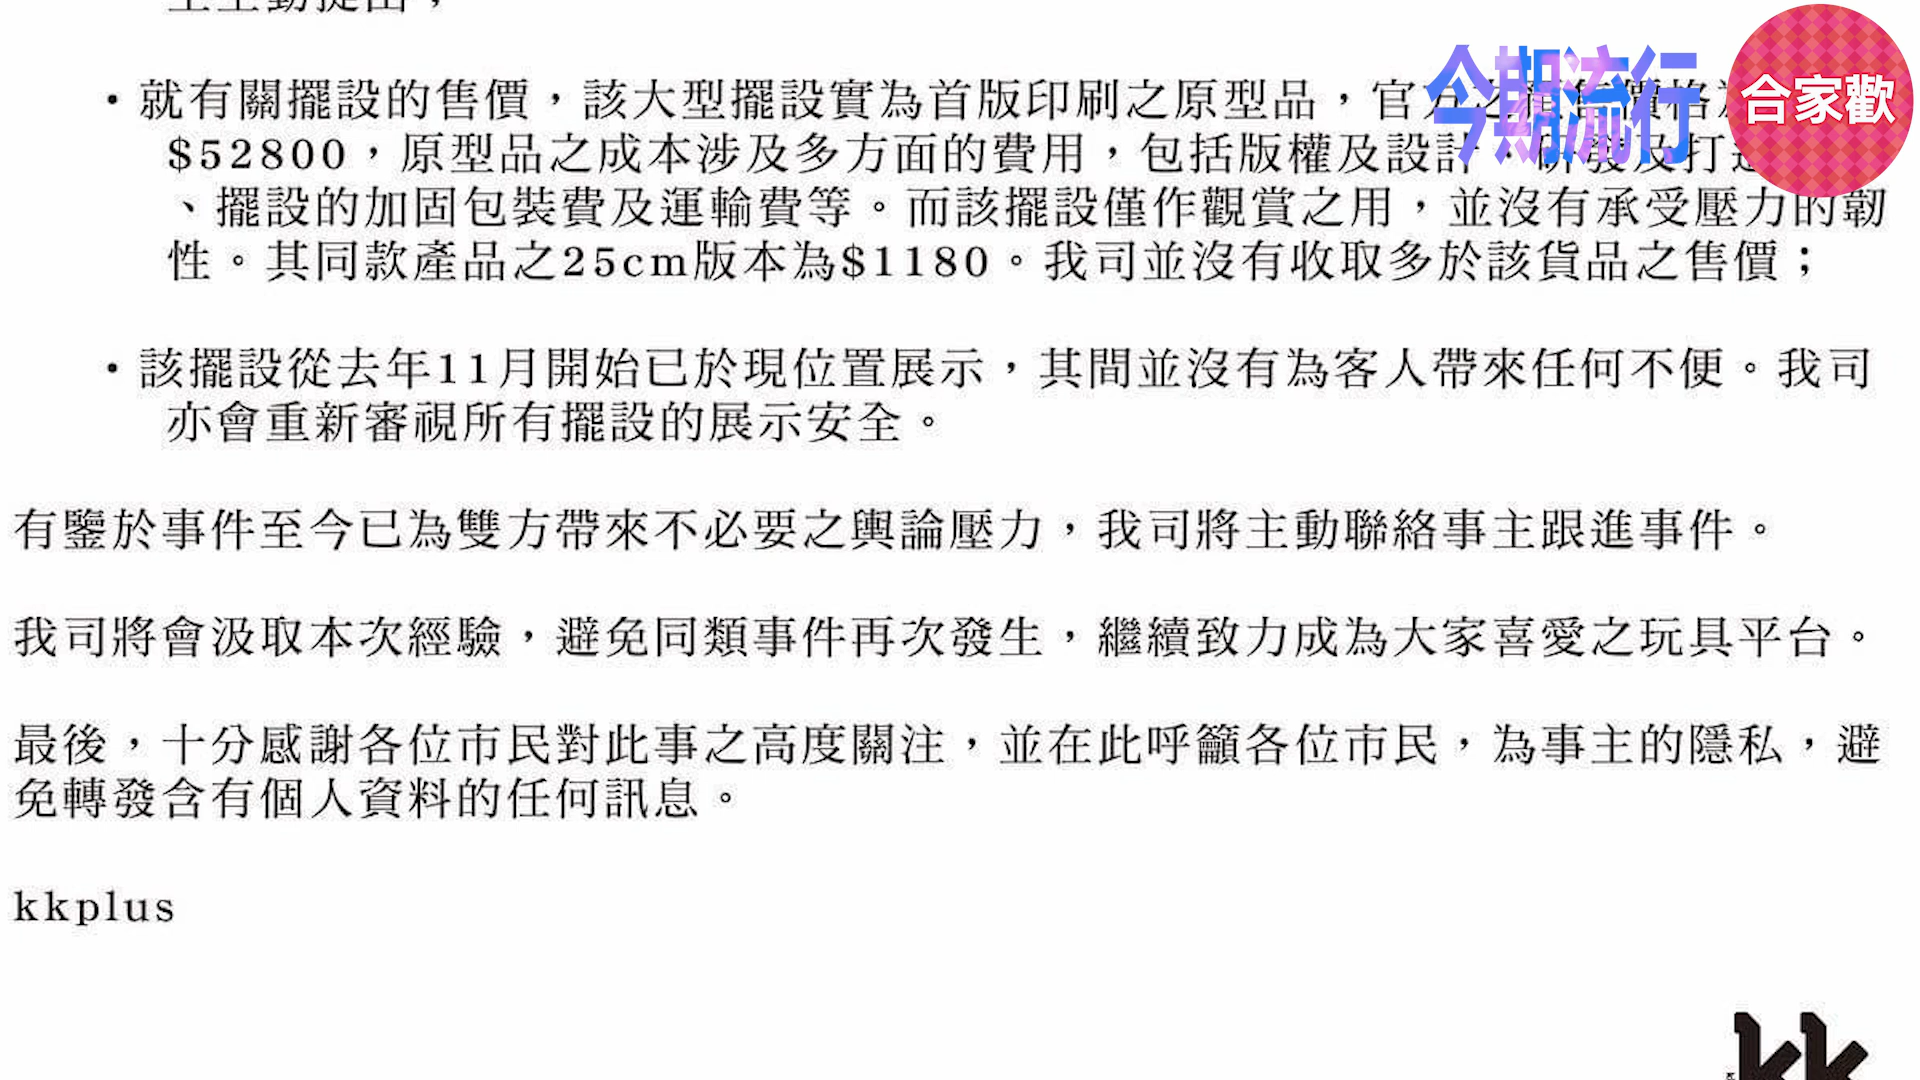 ・就有關擺設的售價，該大型擺設實為首版印刷之原型品，官方之
$52800，原型品之成本涉及多方面的費用，包括版權及設計、研發及打造
、擺設的加固包裝費及運輸費等。而該擺設僅作觀賞之用，並沒有承受壓力的韌
性。其同款產品之25cm版本為$1180。我司並沒有收取多於該貨品之售價；
・該擺設從去年11月開始已於現位置展示，其間並沒有為客人帶來任何不便。我司
亦會重新審視所有擺設的展示安全。
有鑒於事件至今已為雙方帶來不必要之輿論壓力，我司將主動聯絡事主跟進事件。
我司將會汲取本次經驗，避免同類事件再次發生，繼續致力成為大家喜愛之玩具平台。
最後，十分感謝各位市民對此事之高度關注，並在此呼籲各位市民，為事主的隱私，避
免轉發含有個人資料的任何訊息。
kkplus
今期流行
合家歡
kk